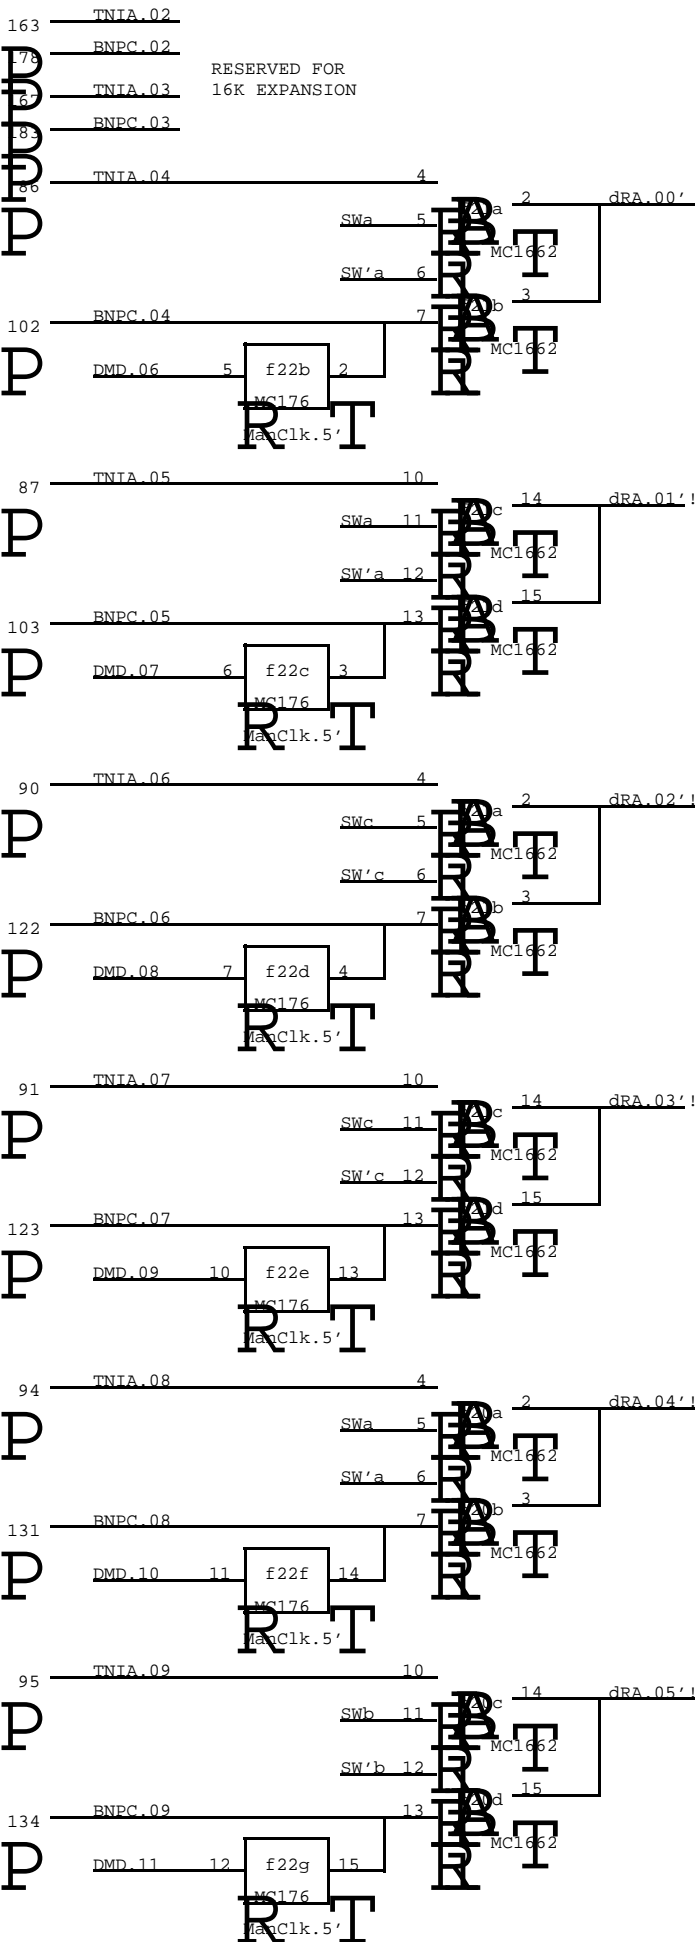 163 TNIA.02
178 BNPC.02
RESERVED FOR
167 TNIA.03 16K EXPANSION
183 BNPC.03
P
P
P
P
86 TNIA.04 4
2 dRA.00'
P SWa 5 MC1662 T
SW'a 6
3
102 BNPC.04 7
MC1662 T
P DMD.06 5 f22b 2
MC176
R T
ManClk.5'
87 TNIA.05 10
14 dRA.01'!
P SWa 11 MC1662 T
SW'a 12
15
103 BNPC.05 13
MC1662 T
P DMD.07 6 f22c 3
MC176
R T
ManClk.5'
90 TNIA.06 4
2 dRA.02'!
P SWc 5 MC1662 T
SW'c 6
3
122 BNPC.06 7
MC1662 T
P DMD.08 7 f22d 4
MC176
R T
ManClk.5'
91 TNIA.07 10
14 dRA.03'!
P SWc 11 MC1662 T
SW'c 12
15
123 BNPC.07 13
MC1662 T
P DMD.09 10 f22e 13
MC176
R T
ManClk.5'
94 TNIA.08 4
2 dRA.04'!
P SWa 5 MC1662 T
SW'a 6
3
131 BNPC.08 7
MC1662 T
P DMD.10 11 f22f 14
MC176
R T
ManClk.5'
95 TNIA.09 10
14 dRA.05'!
P SWb 11 MC1662 T
SW'b 12
15
134 BNPC.09 13
MC1662 T
P DMD.11 12 f22g 15
MC176
R T
ManClk.5'